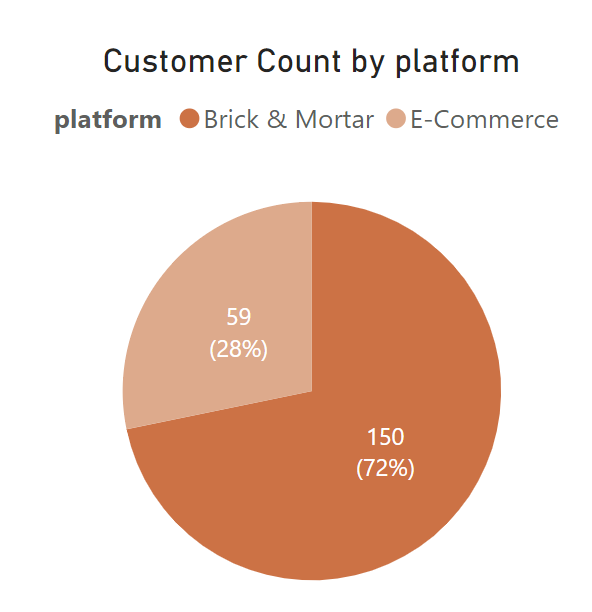 Customer Count by platform
platform Brick & Mortar E-Commerce
59
(28%)
150
(72%)